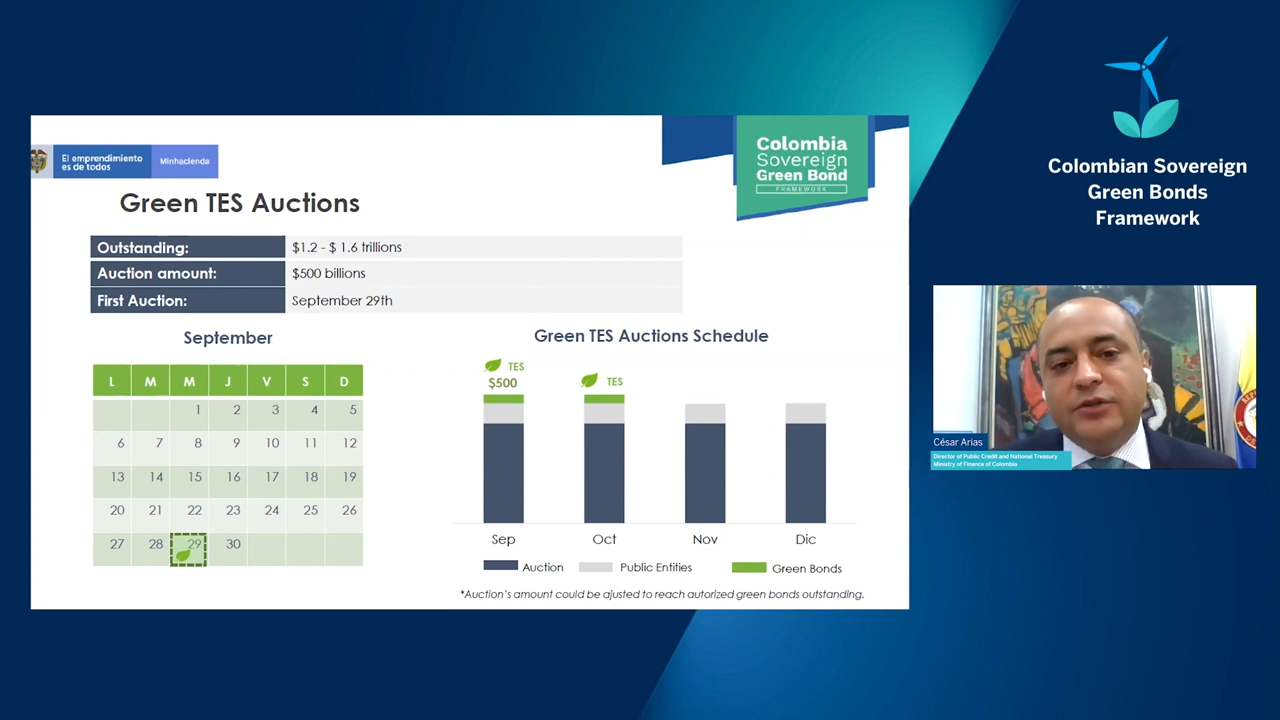 El emprendimiento
es de todos
Minhacienda
Colombia
Sovereign
Green Bond
FRAMEWORK
Green TES Auctions
Outstanding: $1.2 - $ 1.6 trillions
Auction amount: $500 billions
First Auction: September 29th
September
L M M J V S D
1 2 3 4 5
6 7 8 9 10 11 12
13 14 15 16 17 18 19
20 21 22 23 24 25 26
27 28 29 30
Green TES Auctions Schedule
TES
$500
TES
Sep Oct Nov Dic
Auction Public Entities Green Bonds
*Auction's amount could be ajusted to reach autorized green bonds outstanding.
Colombian Sovereign
Green Bonds
Framework
César Arias
Director of Public Credit and National Treasury
Ministry of Finance of Colombia